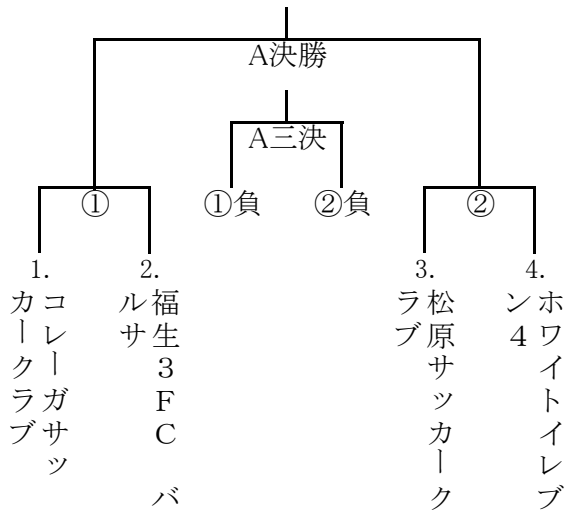 A決勝
A三決
①
①負
②負
②
1.
2.
3.
4.
コレーガサッ
カークラブ
福生３ＦＣ　バ
ルサ
松原サッカーク
ラブ
ホワイトイレブ
ン４